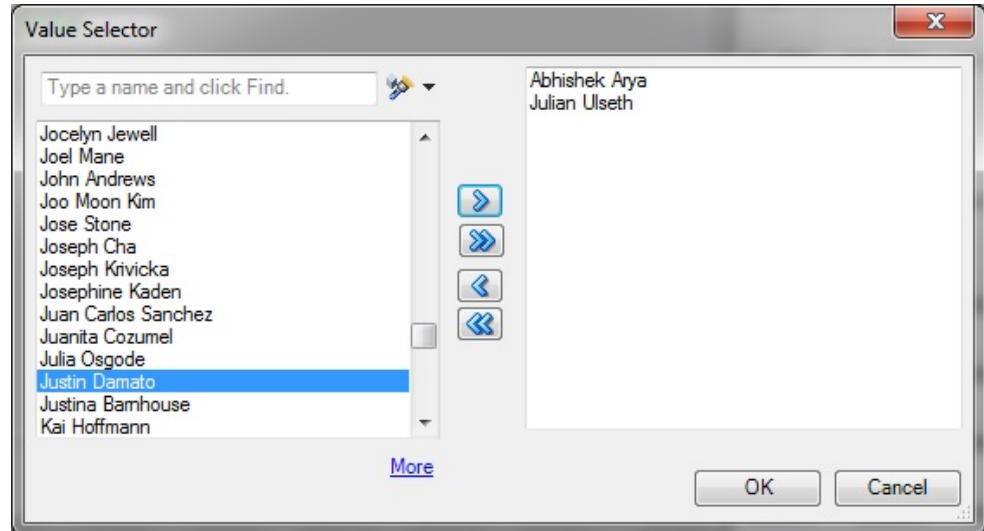 Value Selector
Type a name and click Find.
Jocelyn Jewell
Joel Mane
John Andrews
Joo Moon Kim
Jose Stone
Joseph Cha
Joseph Krivicka
Josephine Kaden
Juan Carlos Sanchez
Juanita Cozumel
Julia Osgode
Justin Damato
Justina Barnhouse
Kai Hoffmann
More
Abhishek Arya
Julian Ulseth
OK
Cancel